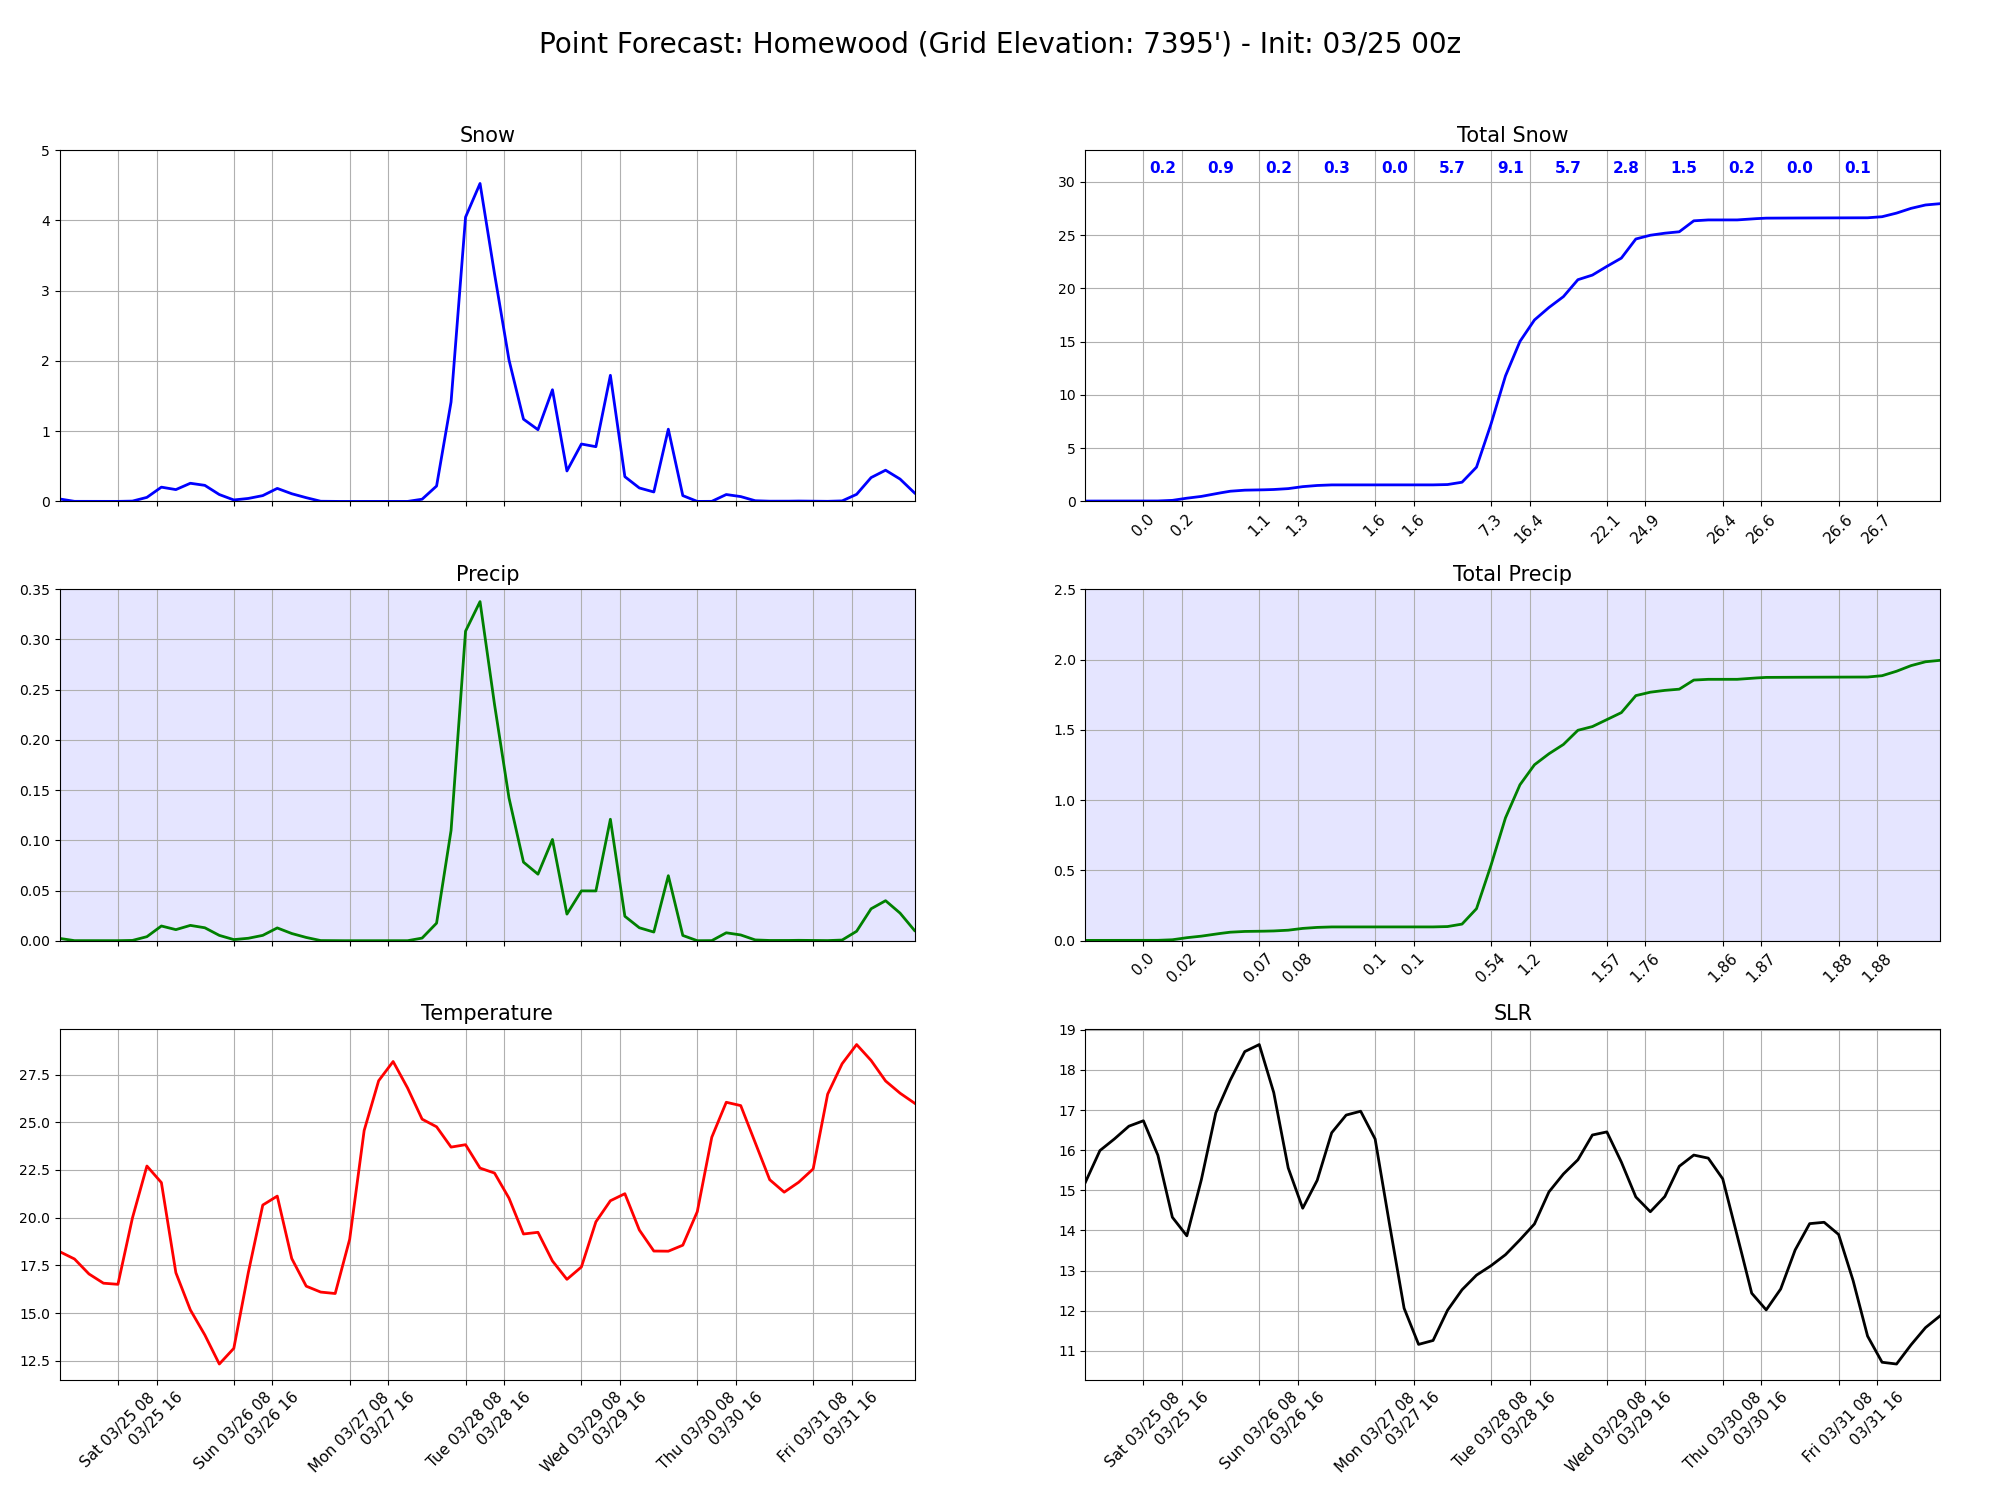 Point Forecast: Homewood (Grid Elevation: 7395') - Init: 03/25 00z
Snow
5
4
3
2
1
0
Total Snow
0.2 0.9 0.2 0.3 0.0 5.7 9.1 5.7 2.8 1.5 0.2 0.0 0.1
30
25
20
15
10
5
0
0.0 0.2 1.1 1.3 1.6 1.6 7.3 16.4 22.1 24.9 26.4 26.6 26.6 26.7
Precip
0.35
0.30
0.25
0.20
0.15
0.10
0.05
0.00
Total Precip
2.5
2.0
1.5
1.0
0.5
0.0
0.0 0.02 0.07 0.08 0.1 0.1 0.54 1.2 1.57 1.76 1.86 1.87 1.88 1.88
Temperature
27.5
25.0
22.5
20.0
17.5
15.0
12.5
Sat 03/25 08
03/25 16
Sun 03/26 08
03/26 16
Mon 03/27 08
03/27 16
Tue 03/28 08
03/28 16
Wed 03/29 08
03/29 16
Thu 03/30 08
03/30 16
Fri 03/31 08
03/31 16
SLR
19
18
17
16
15
14
13
12
11
Sat 03/25 08
03/25 16
Sun 03/26 08
03/26 16
Mon 03/27 08
03/27 16
Tue 03/28 08
03/28 16
Wed 03/29 08
03/29 16
Thu 03/30 08
03/30 16
Fri 03/31 08
03/31 16